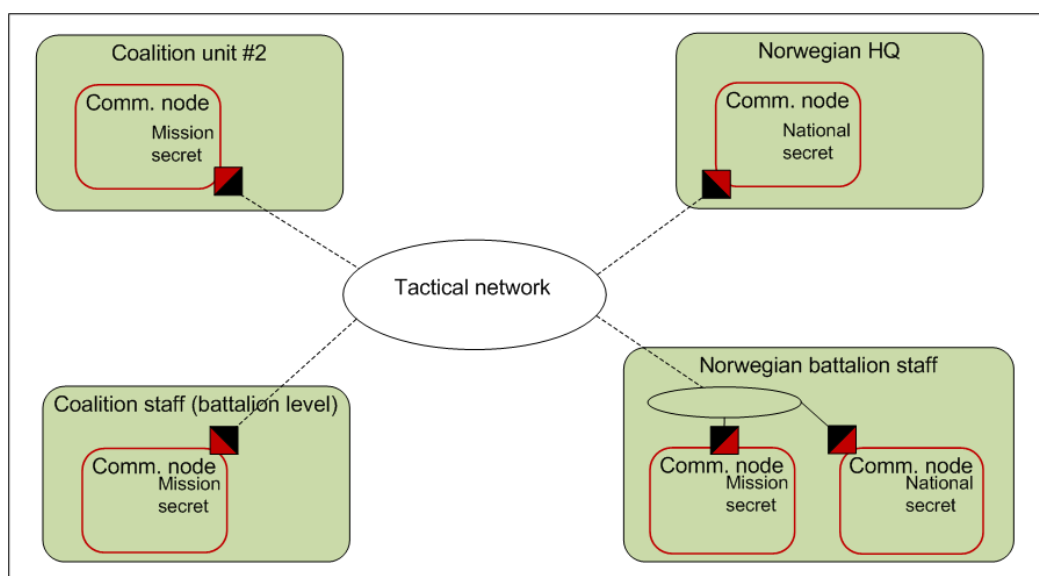 Coalition unit #2
Comm. node
Mission
secret
Norwegian HQ
Comm. node
National
secret
Tactical network
Coalition staff (battalion level)
Comm. node
Mission
secret
Norwegian battalion staff
Comm. node
Mission
secret
Comm. node
National
secret